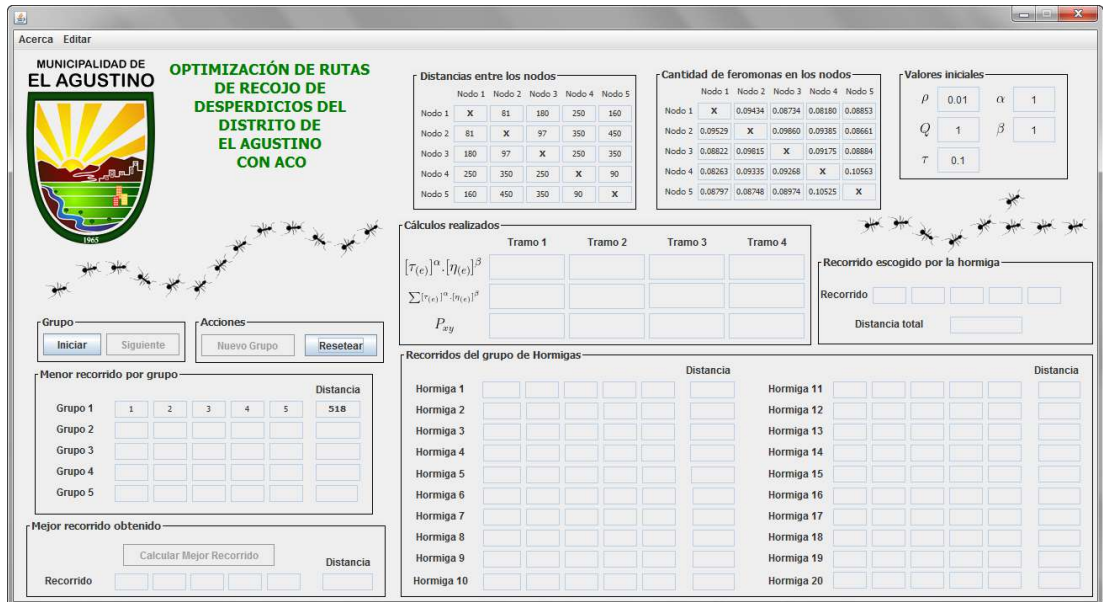 Acerca Editar
MUNICIPALIDAD DE
EL AGUSTINO
1965
OPTIMIZACIÓN DE RUTAS
DE RECOJO DE
DESPERDICIOS DEL
DISTRITO DE
EL AGUSTINO
CON ACO
Distancias entre los nodos
Nodo 1 Nodo 2 Nodo 3 Nodo 4 Nodo 5
Nodo 1 X 81 180 250 160
Nodo 2 81 X 97 350 450
Nodo 3 180 97 X 250 350
Nodo 4 250 350 250 X 90
Nodo 5 160 450 350 90 X
Cantidad de feromonas en los nodos
Nodo 1 Nodo 2 Nodo 3 Nodo 4 Nodo 5
Nodo 1 X 0.09434 0.08734 0.08180 0.08853
Nodo 2 0.09529 X 0.09860 0.09385 0.08661
Nodo 3 0.08822 0.09815 X 0.09175 0.08884
Nodo 4 0.08263 0.09335 0.09268 X 0.10563
Nodo 5 0.08797 0.08748 0.08974 0.10525 X
Valores iniciales
ρ 0.01 α 1
Q 1 β 1
τ 0.1
Cálculos realizados
Tramo 1 Tramo 2 Tramo 3 Tramo 4
[τ(e)]^α.[η(e)]^β
∑[τ(e)]^α.[η(e)]^β
P_xy
Recorrido escogido por la hormiga
Recorrido
Distancia total
Grupo
Iniciar Siguiente
Acciones
Nuevo Grupo Resetear
Menor recorrido por grupo
Distancia
Grupo 1 1 2 3 4 5 518
Grupo 2
Grupo 3
Grupo 4
Grupo 5
Mejor recorrido obtenido
Calcular Mejor Recorrido
Distancia
Recorrido
Recorridos del grupo de Hormigas
Distancia Distancia
Hormiga 1 Hormiga 11
Hormiga 2 Hormiga 12
Hormiga 3 Hormiga 13
Hormiga 4 Hormiga 14
Hormiga 5 Hormiga 15
Hormiga 6 Hormiga 16
Hormiga 7 Hormiga 17
Hormiga 8 Hormiga 18
Hormiga 9 Hormiga 19
Hormiga 10 Hormiga 20